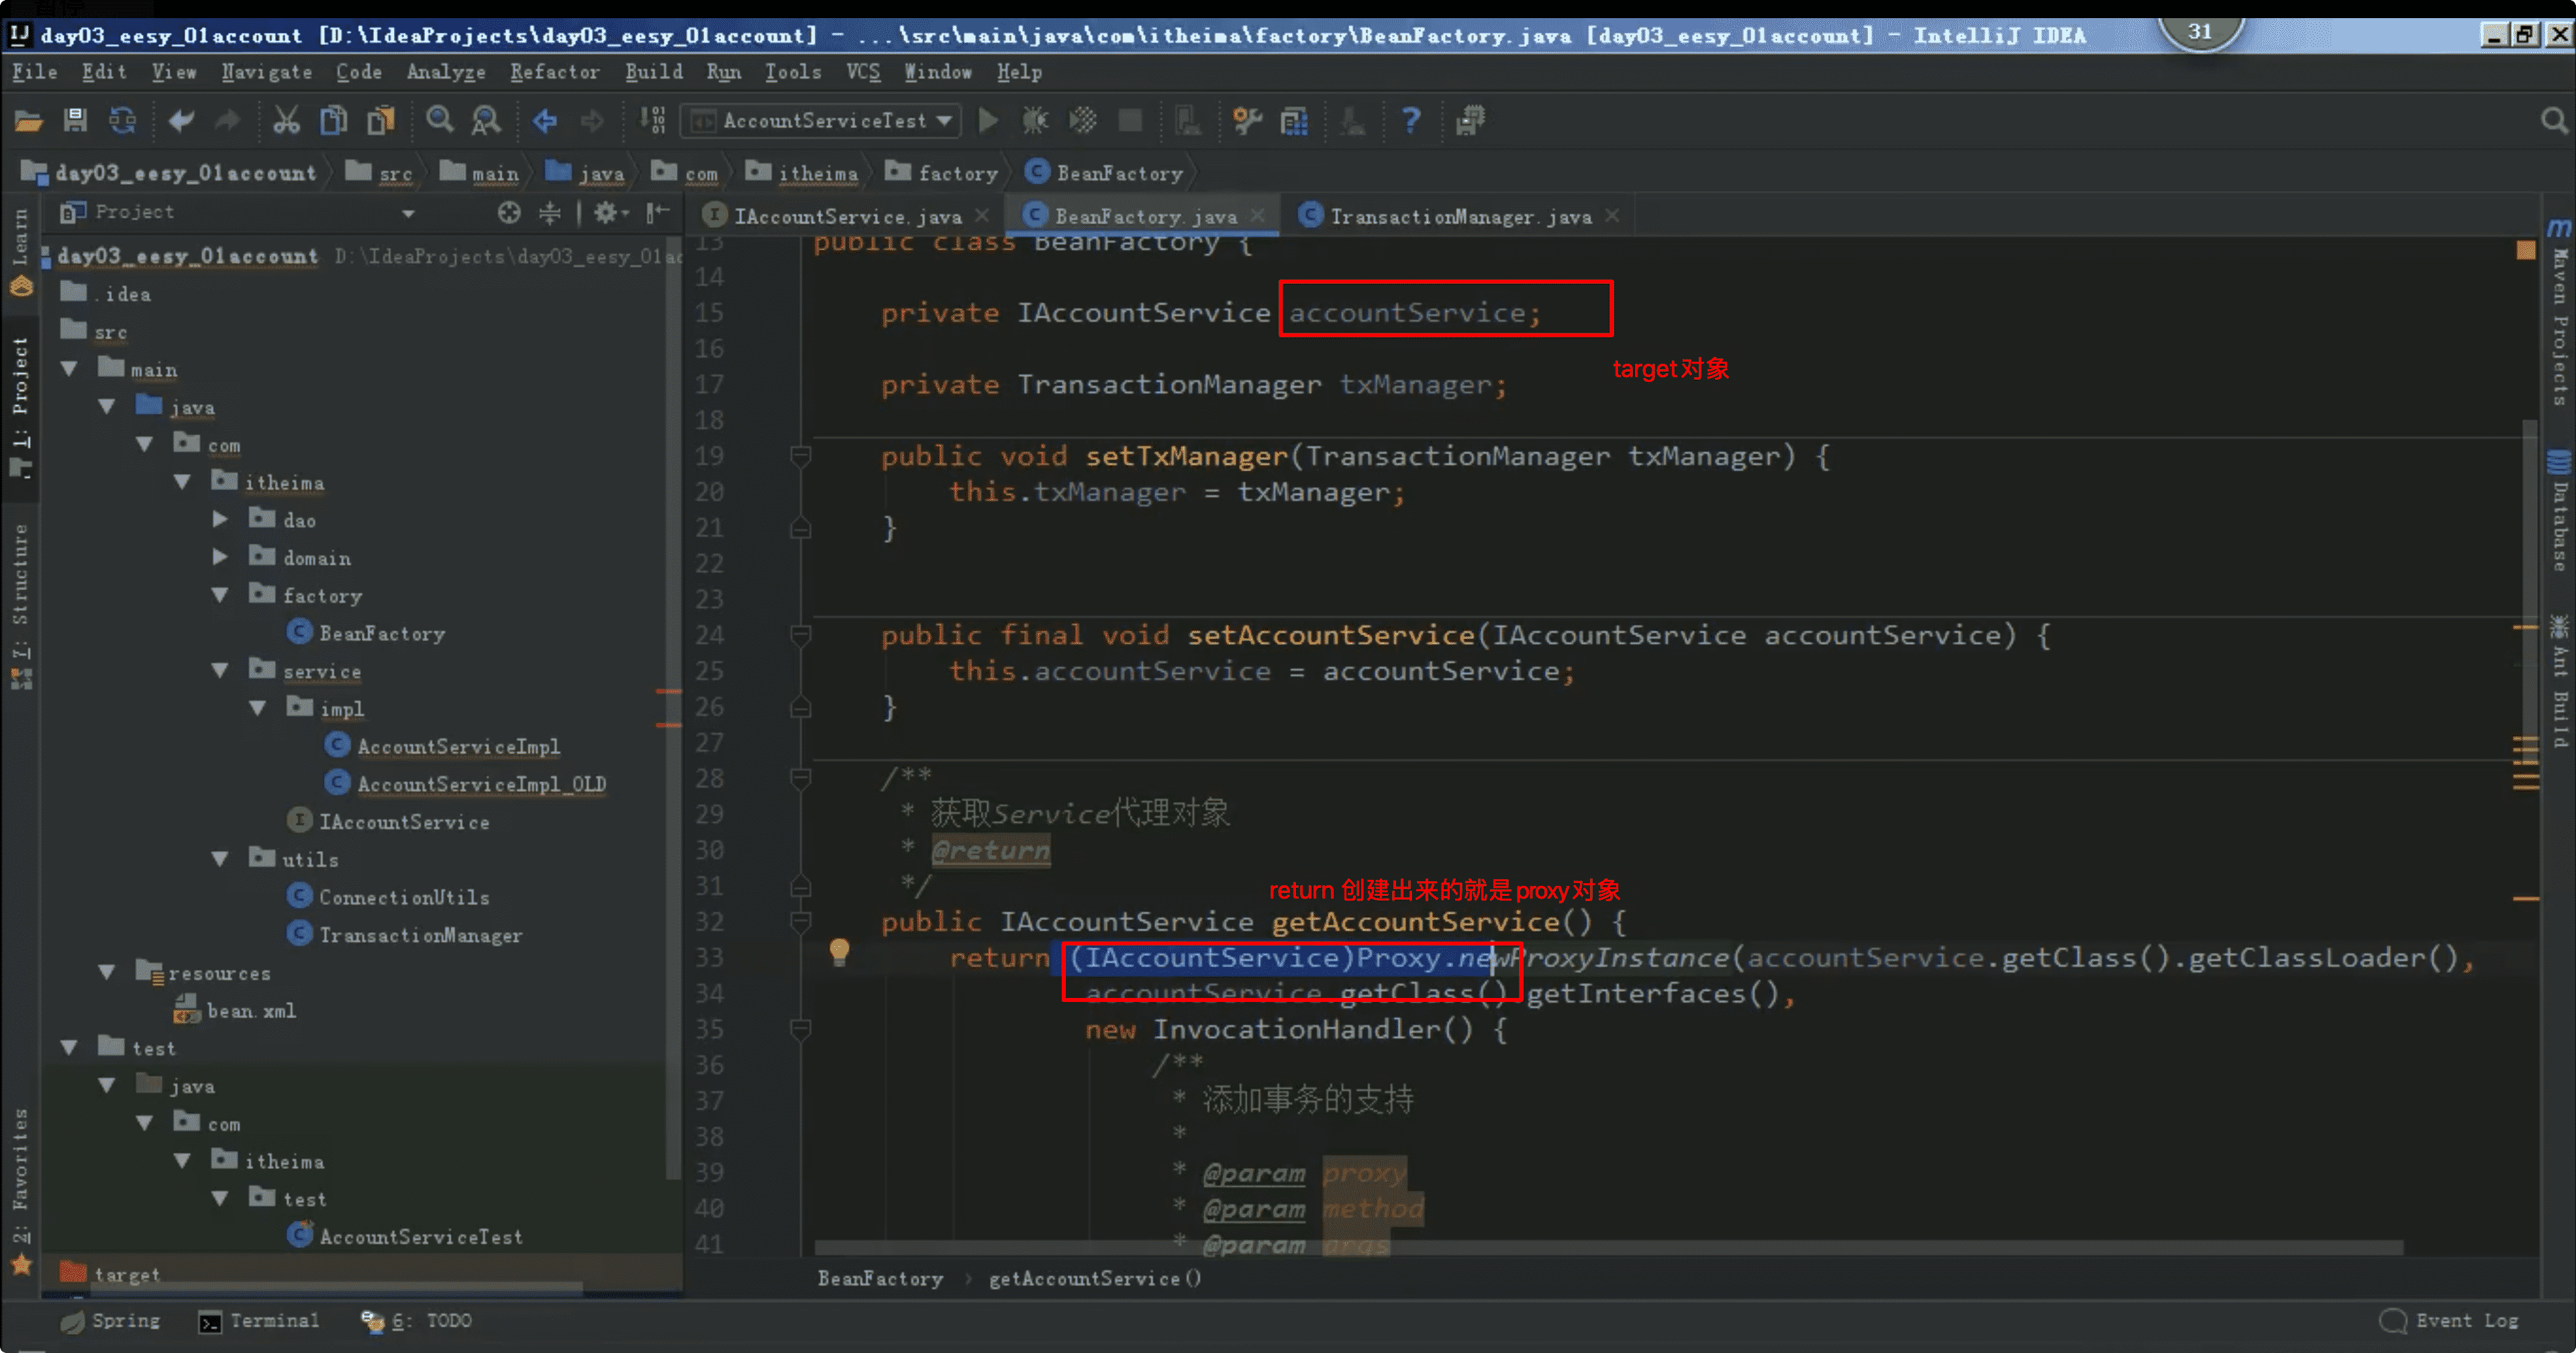 day03_eesy_01account [D:\IdeaProjects\day03_eesy_01account] - ...\src\main\java\com\itheima\factory\BeanFactory.java [day03_eesy_01account] - IntelliJ IDEA
31
File Edit View Navigate Code Analyze Refactor Build Run Tools VCS Window Help
AccountServiceTest
day03_eesy_01account src main java com itheima factory BeanFactory
Project
IAccountService.java BeanFactory.java TransactionManager.java
Learn
1: Project
7: Structure
2: Favorites
day03_eesy_01account D:\IdeaProjects\day03_eesy_01ac
.idea
src
main
java
com
itheima
dao
domain
factory
BeanFactory
service
impl
AccountServiceImpl
AccountServiceImpl_OLD
IAccountService
utils
ConnectionUtils
TransactionManager
resources
bean.xml
test
java
com
itheima
test
AccountServiceTest
target
13 public class BeanFactory {
14
15 private IAccountService accountService;
16
target对象
17 private TransactionManager txManager;
18
19 public void setTxManager(TransactionManager txManager) {
20 this.txManager = txManager;
21 }
22
23
24 public final void setAccountService(IAccountService accountService) {
25 this.accountService = accountService;
26 }
27
28 /**
29 * 获取Service代理对象
30 * @return
31 */
return 创建出来的就是proxy对象
32 public IAccountService getAccountService() {
33 return (IAccountService)Proxy.newProxyInstance(accountService.getClass().getClassLoader(),
34 accountService.getClass().getInterfaces(),
35 new InvocationHandler() {
36 /**
37 * 添加事务的支持
38 *
39 * @param proxy
40 * @param method
41 * @param args
BeanFactory getAccountService()
Maven Projects
Database
Ant Build
Spring Terminal 6: TODO Event Log